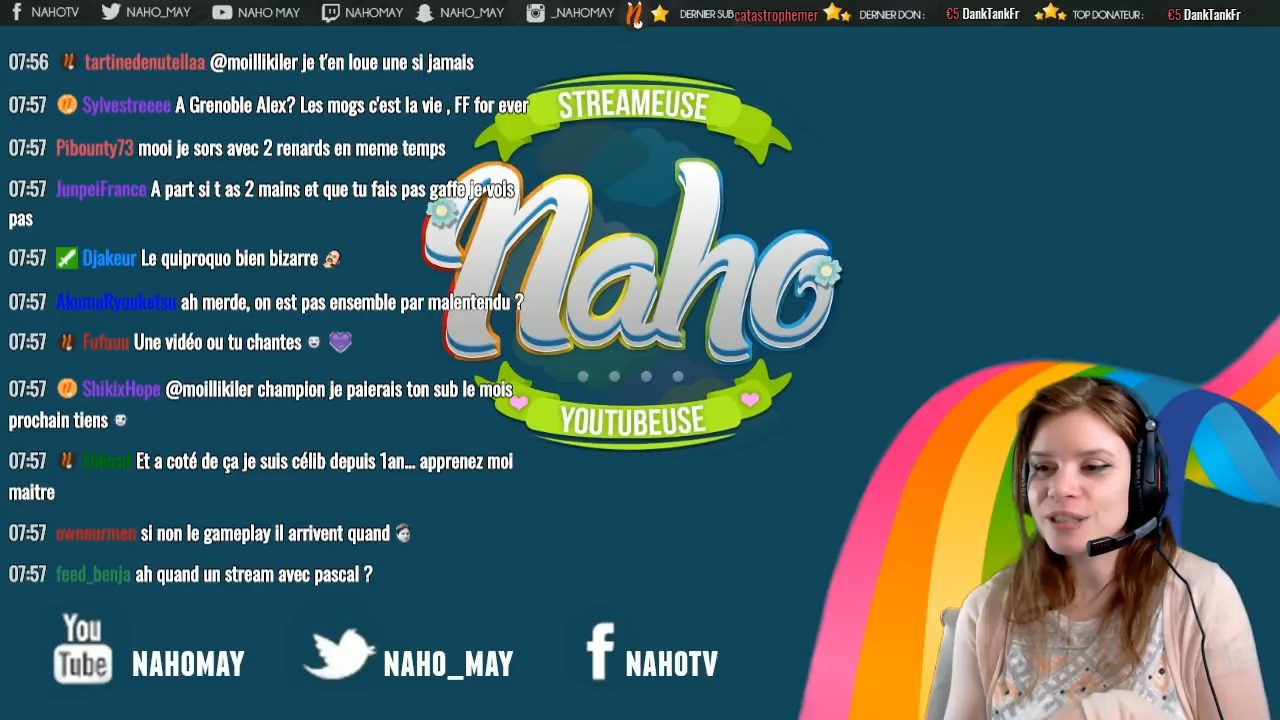 NAHOTV NAHO_MAY NAHO MAY NAHOMAY NAHO_MAY _NAHOMAY DERNIER SUB catastrophemer DERNIER DON : €5 DankTankFr TOP DONATEUR : €5 DankTankFr
07:56 tartinedenutellaa @moillikiler je t'en loue une si jamais
07:57 Sylvestreeee A Grenoble Alex? Les mogs c'est la vie , FF for ever
07:57 Pibounty73 mooi je sors avec 2 renards en meme temps
07:57 JunpeiFrance A part si t as 2 mains et que tu fais pas gaffe je vois
pas
07:57 Djakeur Le quiproquo bien bizarre
07:57 AkumaRyuuketsu ah merde, on est pas ensemble par malentendu ?
07:57 Fufuuu Une vidéo ou tu chantes
07:57 ShikixHope @moillikiler champion je paierais ton sub le mois
prochain tiens
07:57 Et a coté de ça je suis célib depuis 1an... apprenez moi
maitre
07:57 owneurmen si non le gameplay il arrivent quand
07:57 feed_benja ah quand un stream avec pascal ?
STREAMEUSE
Naho
YOUTUBEUSE
You
Tube NAHOMAY NAHO_MAY NAHOTV